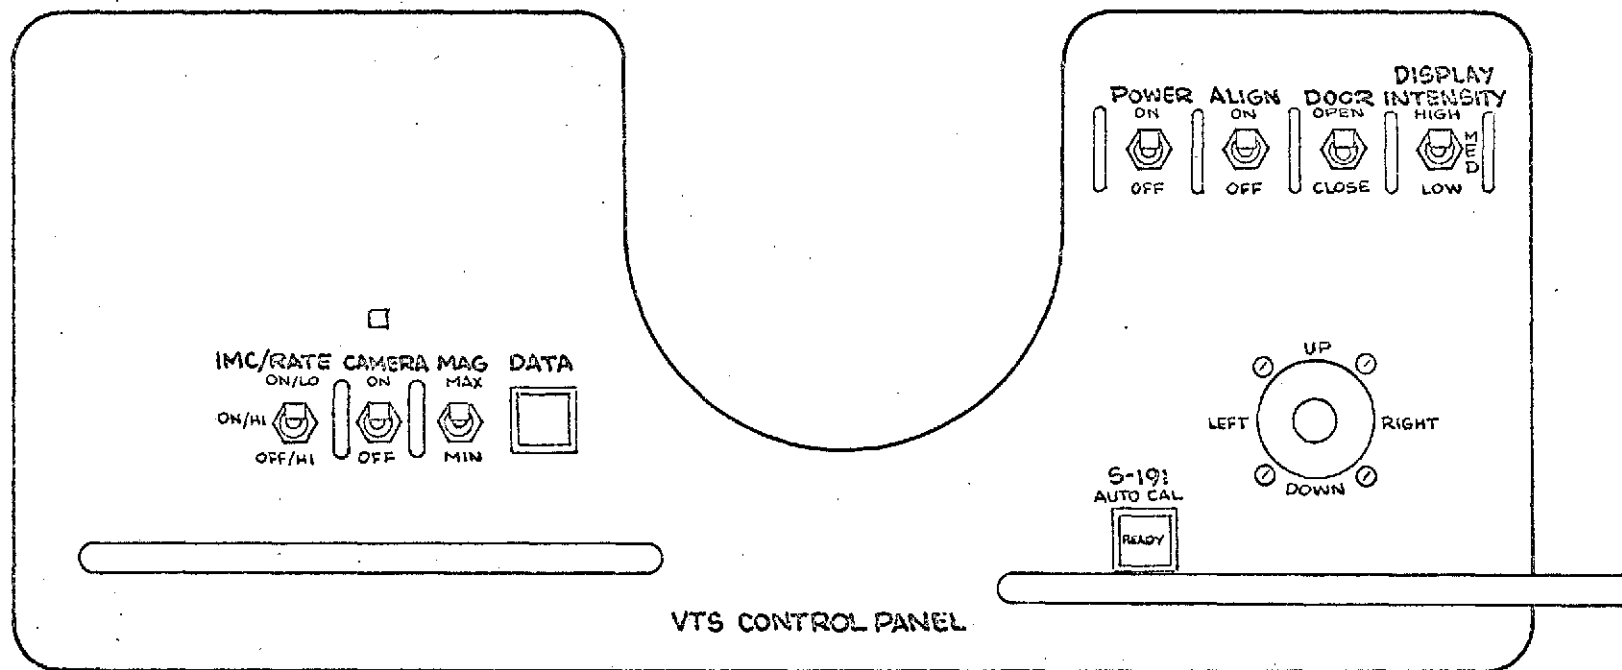 DISPLAY
POWER ALIGN DOOR INTENSITY
ON ON OPEN HIGH
MED
OFF OFF CLOSE LOW
IMC/RATE CAMERA MAG DATA
ON/LO ON MAX
ON/HI
OFF/HI OFF MIN
UP
LEFT RIGHT
DOWN
S-191
AUTO CAL
READY
VTS CONTROL PANEL